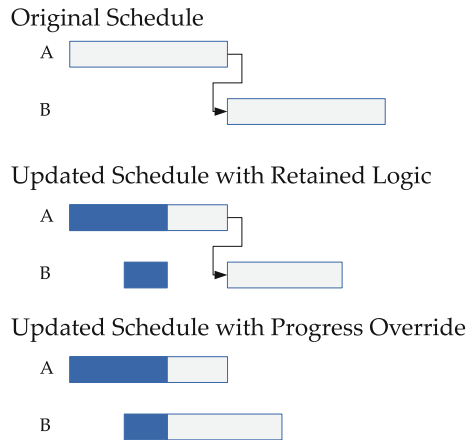 Original Schedule
A
B
Updated Schedule with Retained Logic
A
B
Updated Schedule with Progress Override
A
B